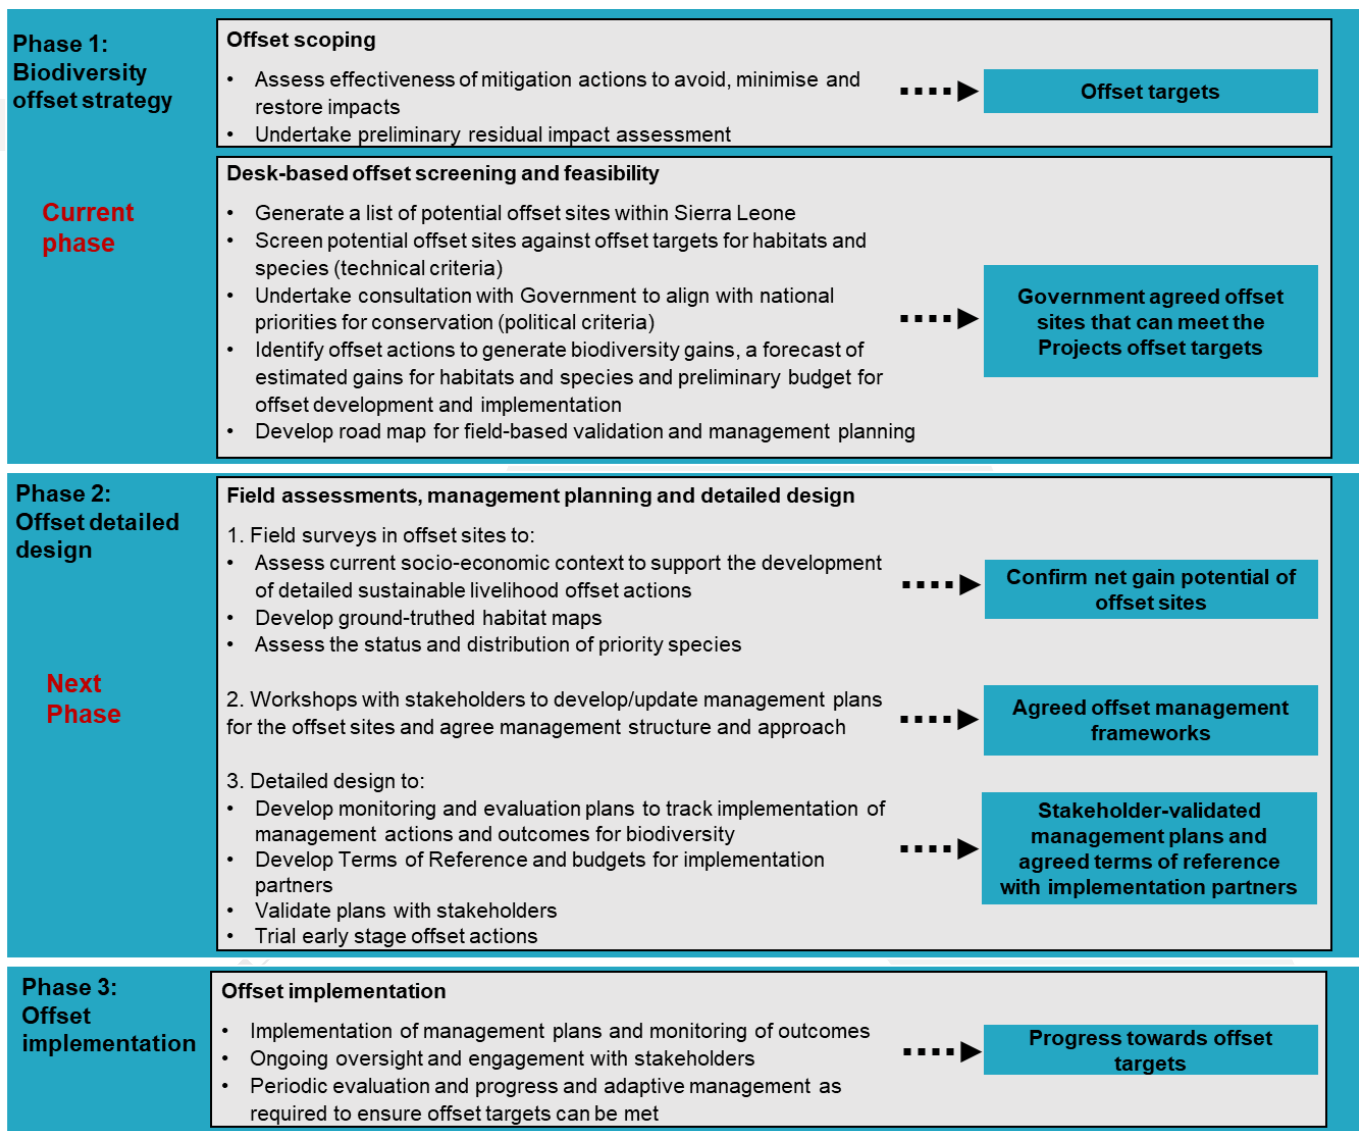 Phase 1:
Biodiversity
offset strategy
Current
phase
Offset scoping
• Assess effectiveness of mitigation actions to avoid, minimise and
restore impacts
• Undertake preliminary residual impact assessment
Offset targets
Desk-based offset screening and feasibility
• Generate a list of potential offset sites within Sierra Leone
• Screen potential offset sites against offset targets for habitats and
species (technical criteria)
• Undertake consultation with Government to align with national
priorities for conservation (political criteria)
• Identify offset actions to generate biodiversity gains, a forecast of
estimated gains for habitats and species and preliminary budget for
offset development and implementation
• Develop road map for field-based validation and management planning
Government agreed offset
sites that can meet the
Projects offset targets
Phase 2:
Offset detailed
design
Next
Phase
Field assessments, management planning and detailed design
1. Field surveys in offset sites to:
• Assess current socio-economic context to support the development
of detailed sustainable livelihood offset actions
• Develop ground-truthed habitat maps
• Assess the status and distribution of priority species
Confirm net gain potential of
offset sites
2. Workshops with stakeholders to develop/update management plans
for the offset sites and agree management structure and approach
Agreed offset management
frameworks
3. Detailed design to:
• Develop monitoring and evaluation plans to track implementation of
management actions and outcomes for biodiversity
• Develop Terms of Reference and budgets for implementation
partners
• Validate plans with stakeholders
• Trial early stage offset actions
Stakeholder-validated
management plans and
agreed terms of reference
with implementation partners
Phase 3:
Offset
implementation
Offset implementation
• Implementation of management plans and monitoring of outcomes
• Ongoing oversight and engagement with stakeholders
• Periodic evaluation and progress and adaptive management as
required to ensure offset targets can be met
Progress towards offset
targets